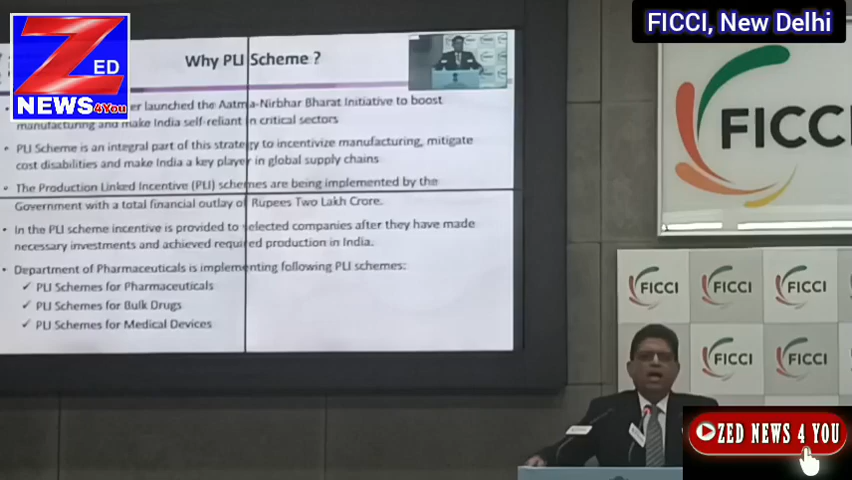 ZED
NEWS
4You
FICCI, New Delhi
Why PLI Scheme ?
er launched the Aatma-Nirbhar Bharat Initiative to boost
manufacturing and make India self-reliant in critical sectors
• PLI Scheme is an integral part of this strategy to incentivize manufacturing, mitigate
cost disabilities and make India a key player in global supply chains
• The Production Linked Incentive (PLI) schemes are being implemented by the
Government with a total financial outlay of Rupees Two Lakh Crore.
• In the PLI scheme incentive is provided to selected companies after they have made
necessary investments and achieved required production in India.
• Department of Pharmaceuticals is implementing following PLI schemes:
✓ PLI Schemes for Pharmaceuticals
✓ PLI Schemes for Bulk Drugs
✓ PLI Schemes for Medical Devices
FICCI
FICCI
FICCI
FICCI
FICCI
FICCI
ZED NEWS 4 YOU